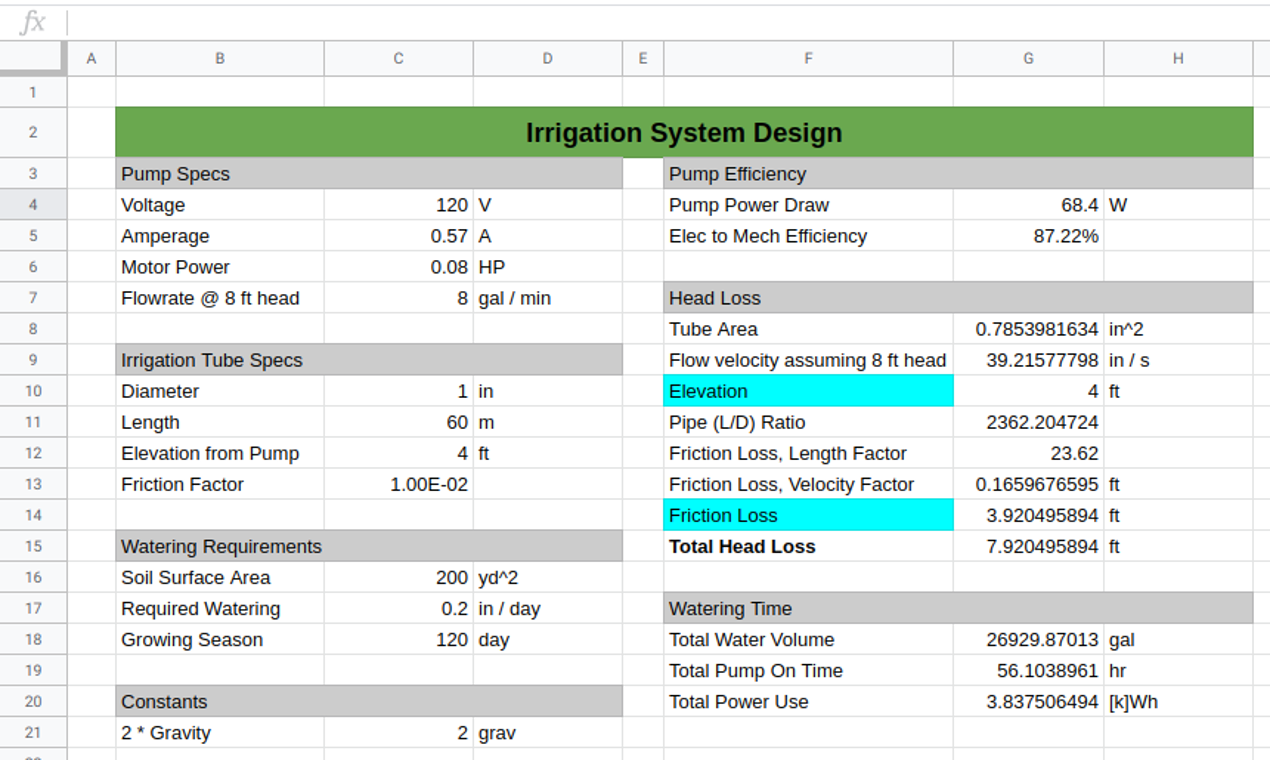 fx
A B C D E F G H
1
2 Irrigation System Design
3 Pump Specs Pump Efficiency
4 Voltage 120 V Pump Power Draw 68.4 W
5 Amperage 0.57 A Elec to Mech Efficiency 87.22%
6 Motor Power 0.08 HP
7 Flowrate @ 8 ft head 8 gal / min Head Loss
8 Tube Area 0.7853981634 in^2
9 Irrigation Tube Specs Flow velocity assuming 8 ft head 39.21577798 in / s
10 Diameter 1 in Elevation 4 ft
11 Length 60 m Pipe (L/D) Ratio 2362.204724
12 Elevation from Pump 4 ft Friction Loss, Length Factor 23.62
13 Friction Factor 1.00E-02 Friction Loss, Velocity Factor 0.1659676595 ft
14 Friction Loss 3.920495894 ft
15 Watering Requirements Total Head Loss 7.920495894 ft
16 Soil Surface Area 200 yd^2
17 Required Watering 0.2 in / day Watering Time
18 Growing Season 120 day Total Water Volume 26929.87013 gal
19 Total Pump On Time 56.1038961 hr
20 Constants Total Power Use 3.837506494 [k]Wh
21 2 * Gravity 2 grav